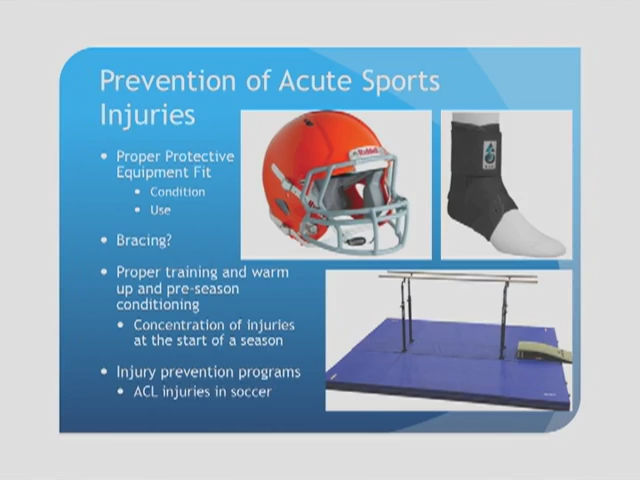 Prevention of Acute Sports
Injuries
Proper Protective
Equipment Fit
Condition
Use
Bracing?
Proper training and warm
up and pre-season
conditioning
Concentration of injuries
at the start of a season
Injury prevention programs
ACL injuries in soccer
Riddell